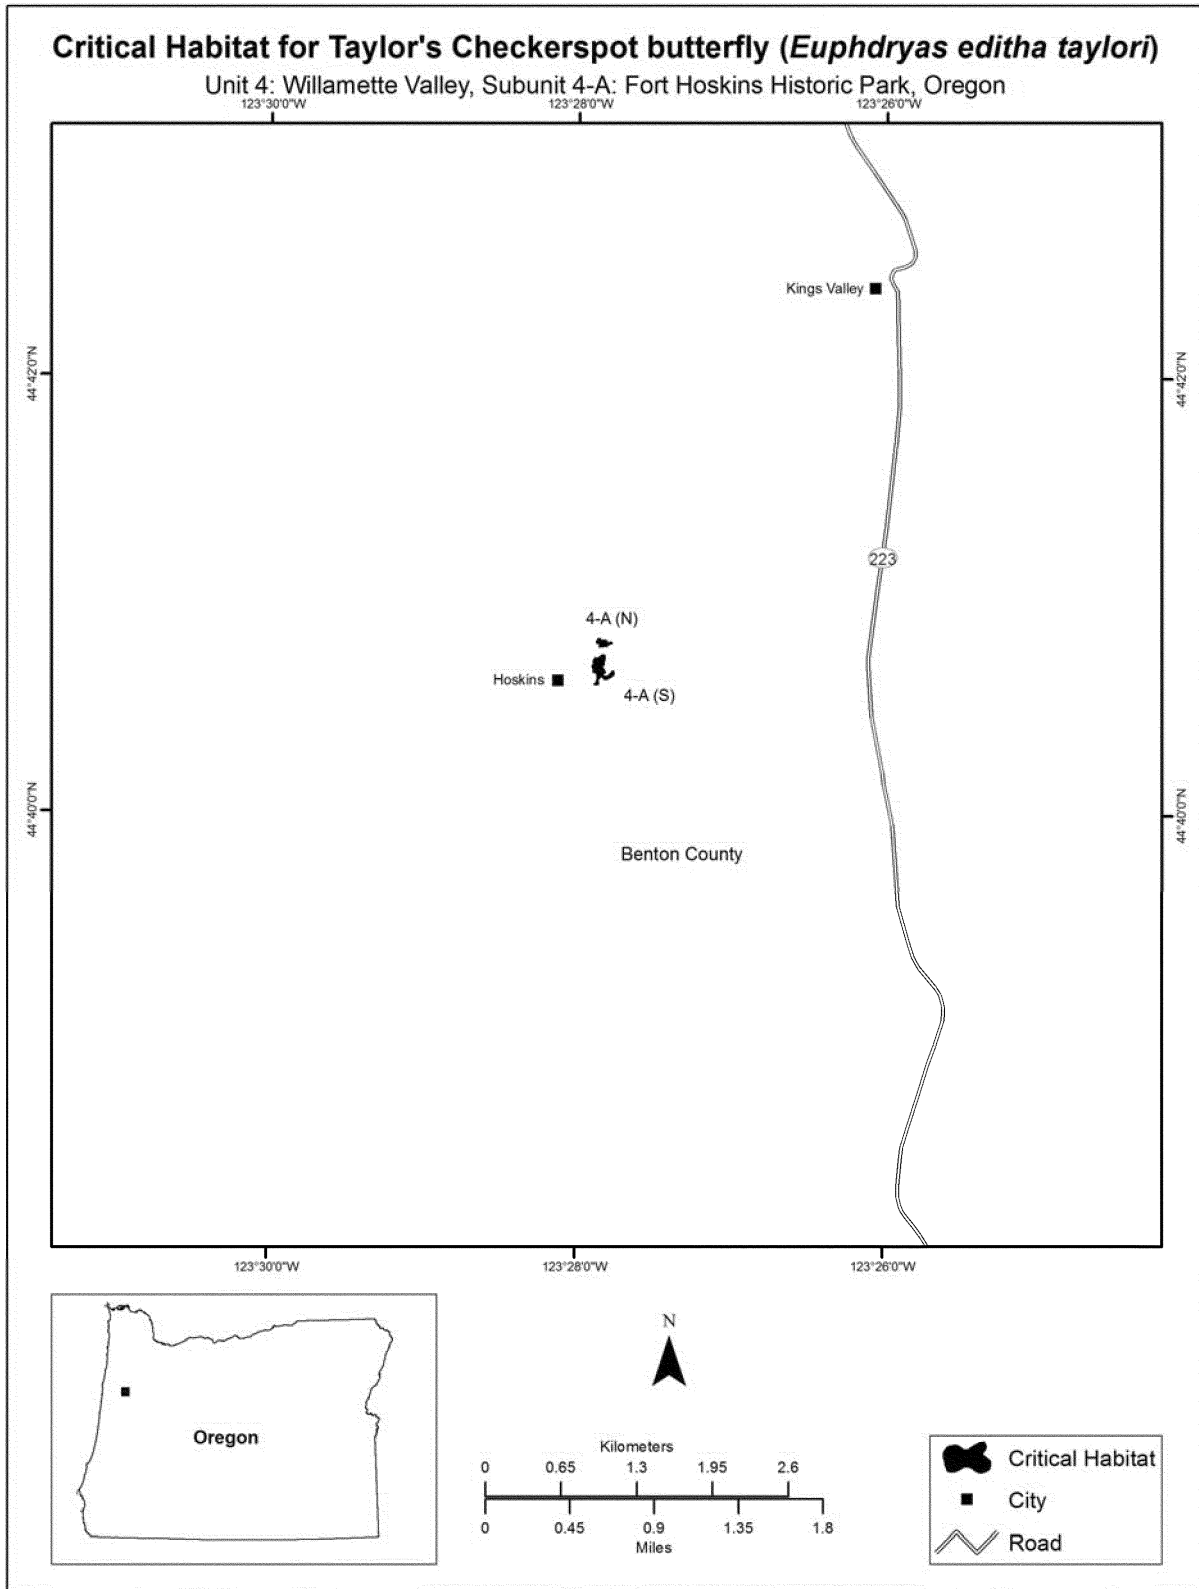 Critical Habitat for Taylor's Checkerspot butterfly (Euphdryas editha taylori)
Unit 4: Willamette Valley, Subunit 4-A: Fort Hoskins Historic Park, Oregon
123°30'0"W 123°28'0"W 123°26'0"W
Kings Valley
44°42'0"N 44°42'0"N
223
4-A (N)
Hoskins
4-A (S)
44°40'0"N 44°40'0"N
Benton County
123°30'0"W 123°28'0"W 123°26'0"W
N
Oregon
Kilometers
0 0.65 1.3 1.95 2.6
0 0.45 0.9 1.35 1.8
Miles
Critical Habitat
City
Road